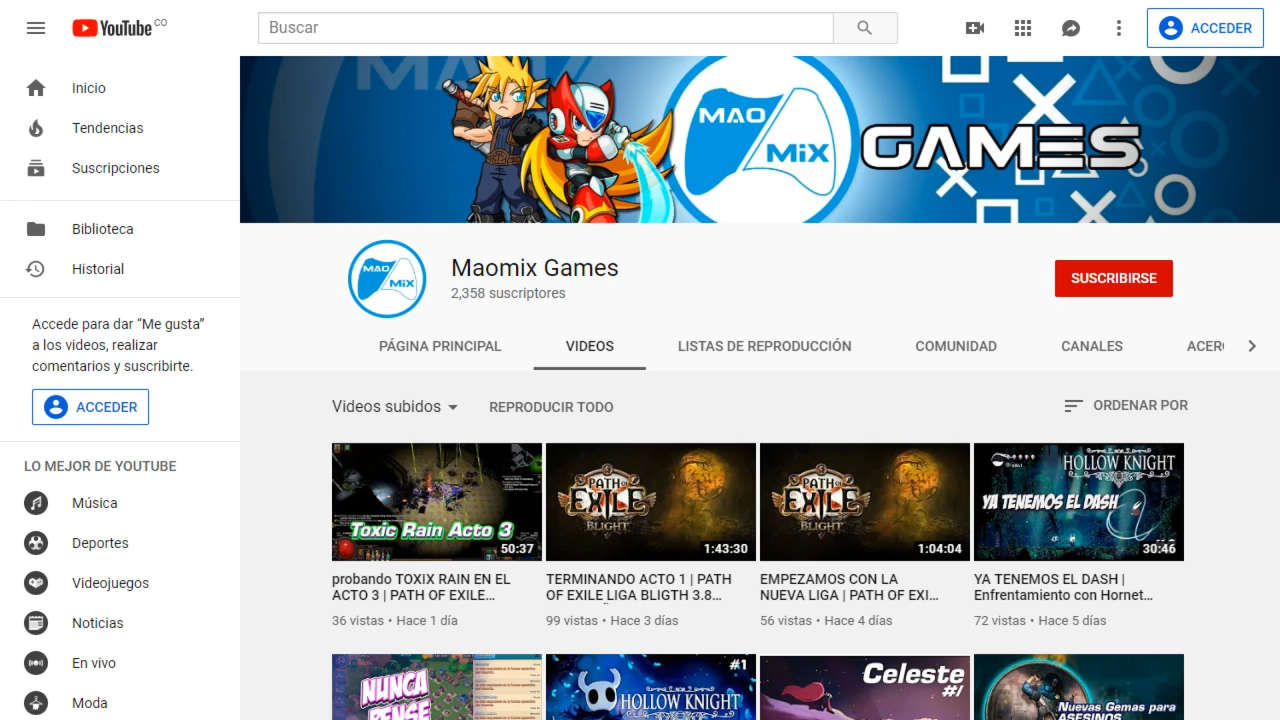 YouTube CO
Buscar
ACCEDER
Inicio
Tendencias
Suscripciones
Biblioteca
Historial
Accede para dar “Me gusta”
a los videos, realizar
comentarios y suscribirte.
ACCEDER
LO MEJOR DE YOUTUBE
Música
Deportes
Videojuegos
Noticias
En vivo
Moda
MAO
MiX
GAMES
MAO
MiX
Maomix Games
2,358 suscriptores
SUSCRIBIRSE
PÁGINA PRINCIPAL VIDEOS LISTAS DE REPRODUCCIÓN COMUNIDAD CANALES
Videos subidos REPRODUCIR TODO ORDENAR POR
Toxic Rain Acto 3
50:37
probando TOXIX RAIN EN EL
ACTO 3 | PATH OF EXILE…
36 vistas • Hace 1 día
PATH OF
EXILE
BLIGHT
1:43:30
TERMINANDO ACTO 1 | PATH
OF EXILE LIGA BLIGTH 3.8…
99 vistas • Hace 3 días
PATH OF
EXILE
BLIGHT
1:04:04
EMPEZAMOS CON LA
NUEVA LIGA | PATH OF EXI…
56 vistas • Hace 4 días
HOLLOW KNIGHT
YA TENEMOS EL DASH
30:46
YA TENEMOS EL DASH |
Enfrentamiento con Hornet…
72 vistas • Hace 5 días
NUNCA
PENSE
#1
HOLLOW KNIGHT
Celeste
#1
Nuevas Gemas para
ASESINOS